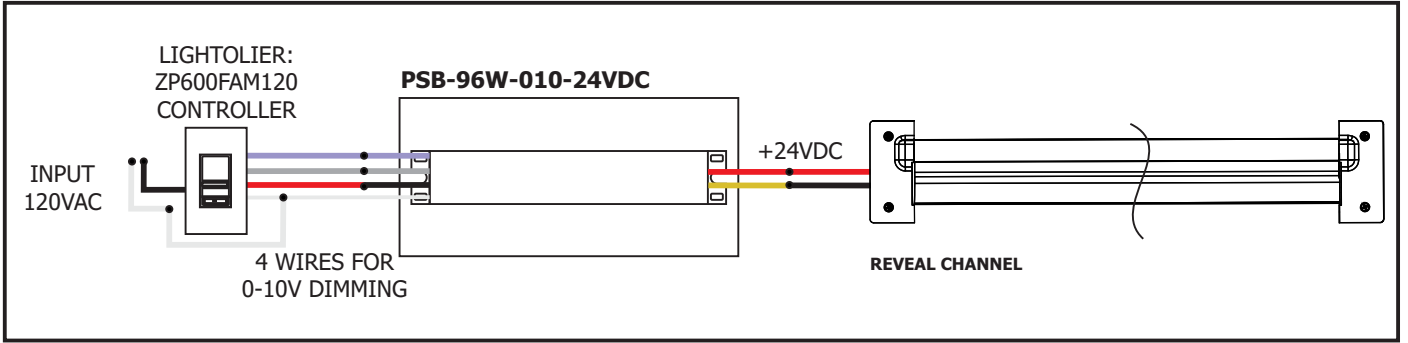 LIGHTOLIER:
ZP600FAM120
CONTROLLER
PSB-96W-010-24VDC
INPUT
120VAC
+24VDC
4 WIRES FOR
0-10V DIMMING
REVEAL CHANNEL